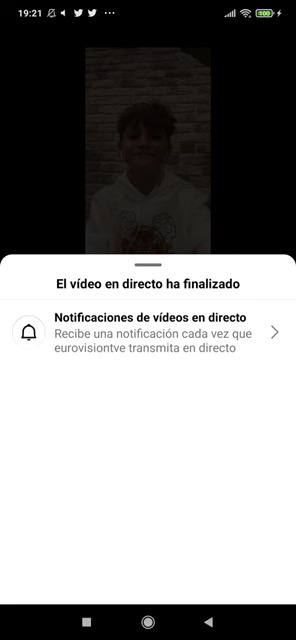 19:21
100
El vídeo en directo ha finalizado
Notificaciones de vídeos en directo
Recibe una notificación cada vez que
eurovisiontve transmita en directo